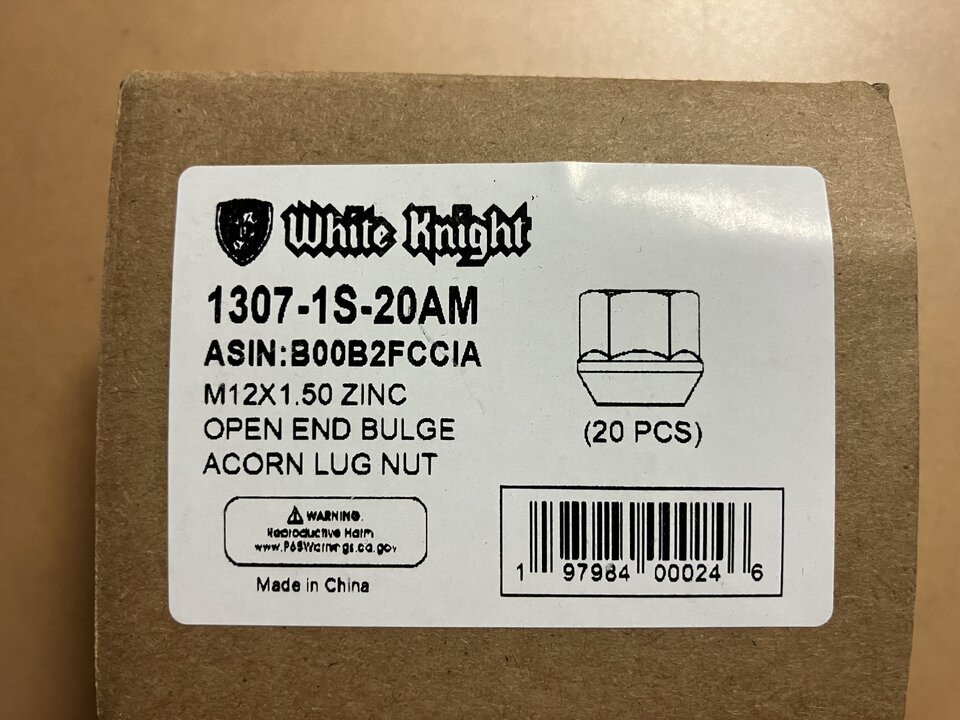 White Knight
1307-1S-20AM
ASIN:B00B2FCCIA
M12X1.50 ZINC
OPEN END BULGE
ACORN LUG NUT
(20 PCS)
WARNING.
Reproductive Harm
www.P65Warnings.ca.gov
Made in China
1 97984 00024 6